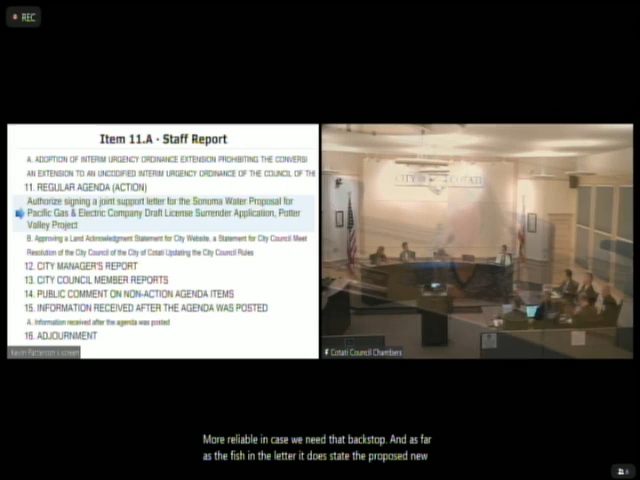 REC
Item 11.A - Staff Report
A. ADOPTION OF INTERIM URGENCY ORDINANCE EXTENSION PROHIBITING THE CONVERSI
AN EXTENSION TO AN UNCODIFIED INTERIM URGENCY ORDINANCE OF THE COUNCIL OF THI
11. REGULAR AGENDA (ACTION)
Authorize signing a joint support letter for the Sonoma Water Proposal for
Pacific Gas & Electric Company Draft License Surrender Application, Potter
Valley Project
B. Approving a Land Acknowledgment Statement for City Website, a Statement for City Council Meet
Resolution of the City Council of the City of Cotati Updating the City Council Rules
12. CITY MANAGER'S REPORT
13. CITY COUNCIL MEMBER REPORTS
14. PUBLIC COMMENT ON NON-ACTION AGENDA ITEMS
15. INFORMATION RECEIVED AFTER THE AGENDA WAS POSTED
A. Information received after the agenda was posted
16. ADJOURNMENT
Kevin Patterson's screen
CITY OF COTATI
Cotati Council Chambers
More reliable in case we need that backstop. And as far
as the fish in the letter it does state the proposed new